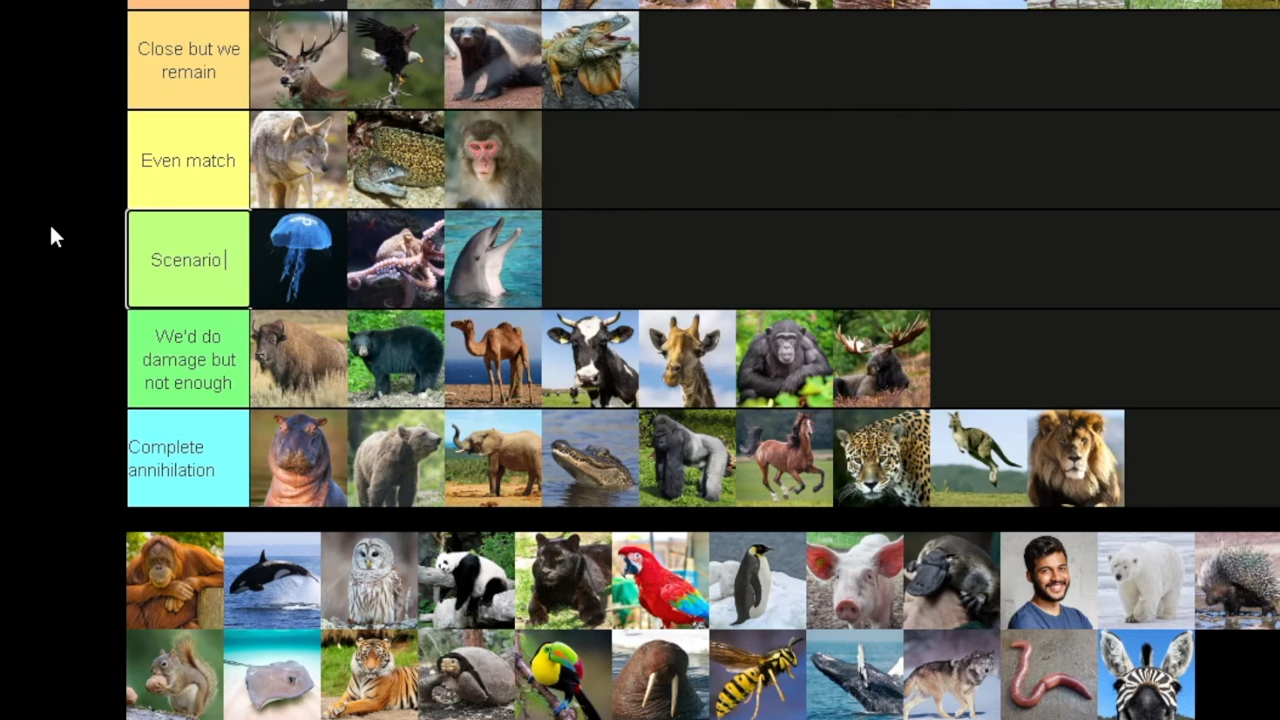 Close but we
remain
Even match
Scenario
We'd do
damage but
not enough
Complete
annihilation